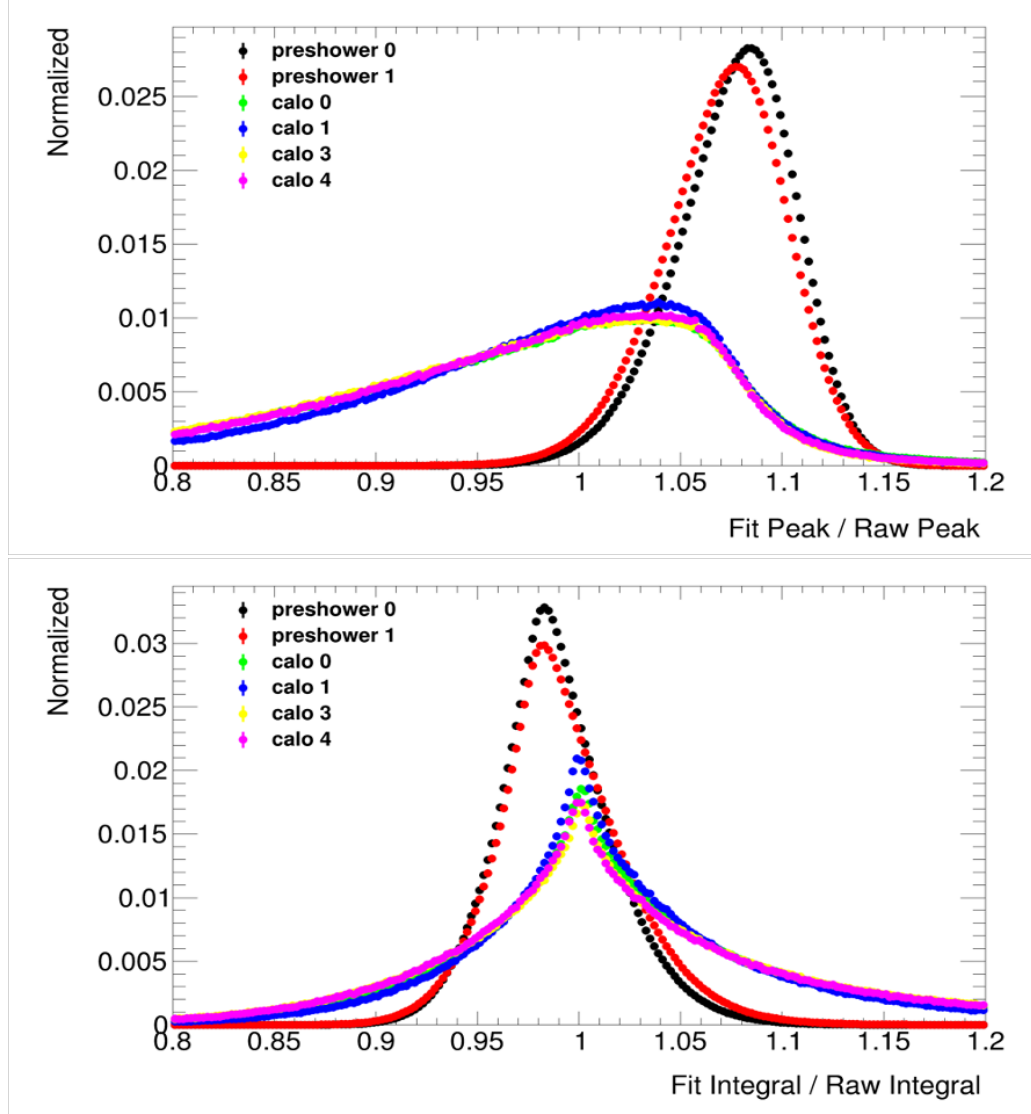 Normalized
preshower 0
preshower 1
calo 0
calo 1
calo 3
calo 4
0.025
0.02
0.015
0.01
0.005
0
0.8 0.85 0.9 0.95 1 1.05 1.1 1.15 1.2
Fit Peak / Raw Peak
Normalized
preshower 0
preshower 1
calo 0
calo 1
calo 3
calo 4
0.03
0.025
0.02
0.015
0.01
0.005
0
0.8 0.85 0.9 0.95 1 1.05 1.1 1.15 1.2
Fit Integral / Raw Integral